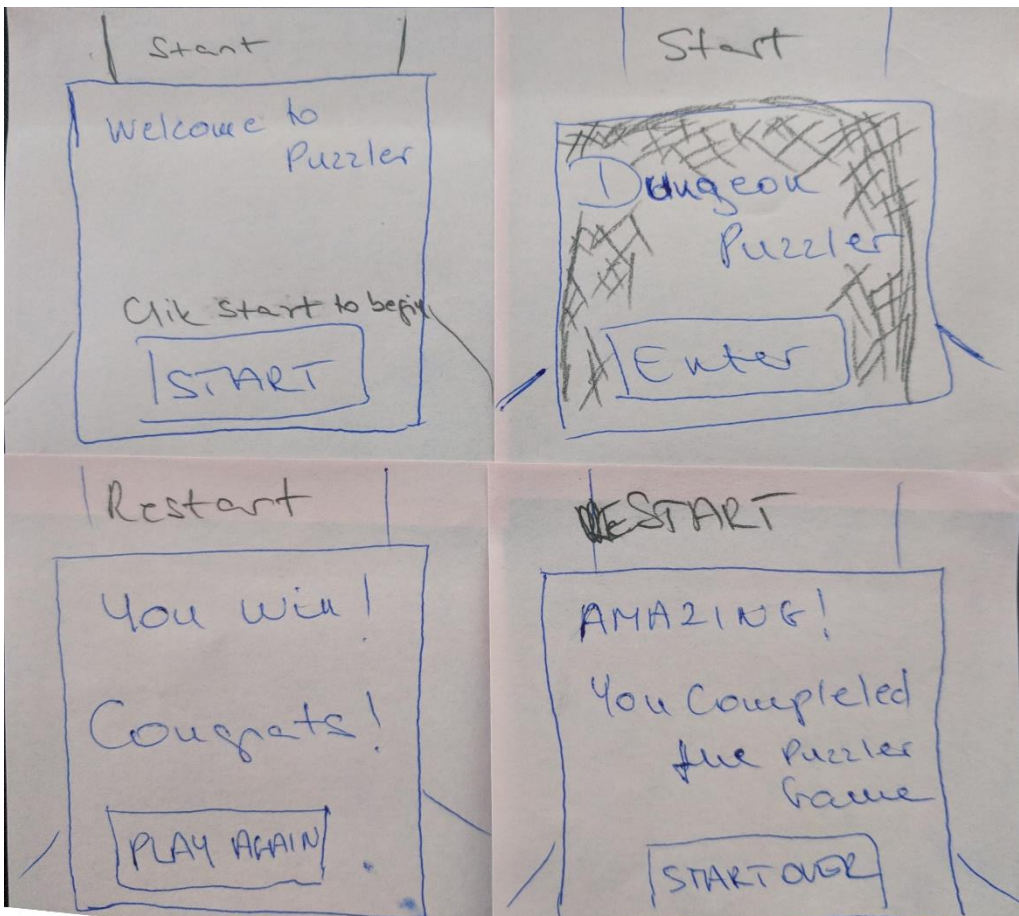 Start
Welcome to
Puzzler
Clik Start to begin
START
Start
Dungeon
Puzzler
Enter
Restart
You Win!
Congrats!
PLAY AGAIN
RESTART
AMAZING!
You Completed
the Puzzler
Game
START OVER